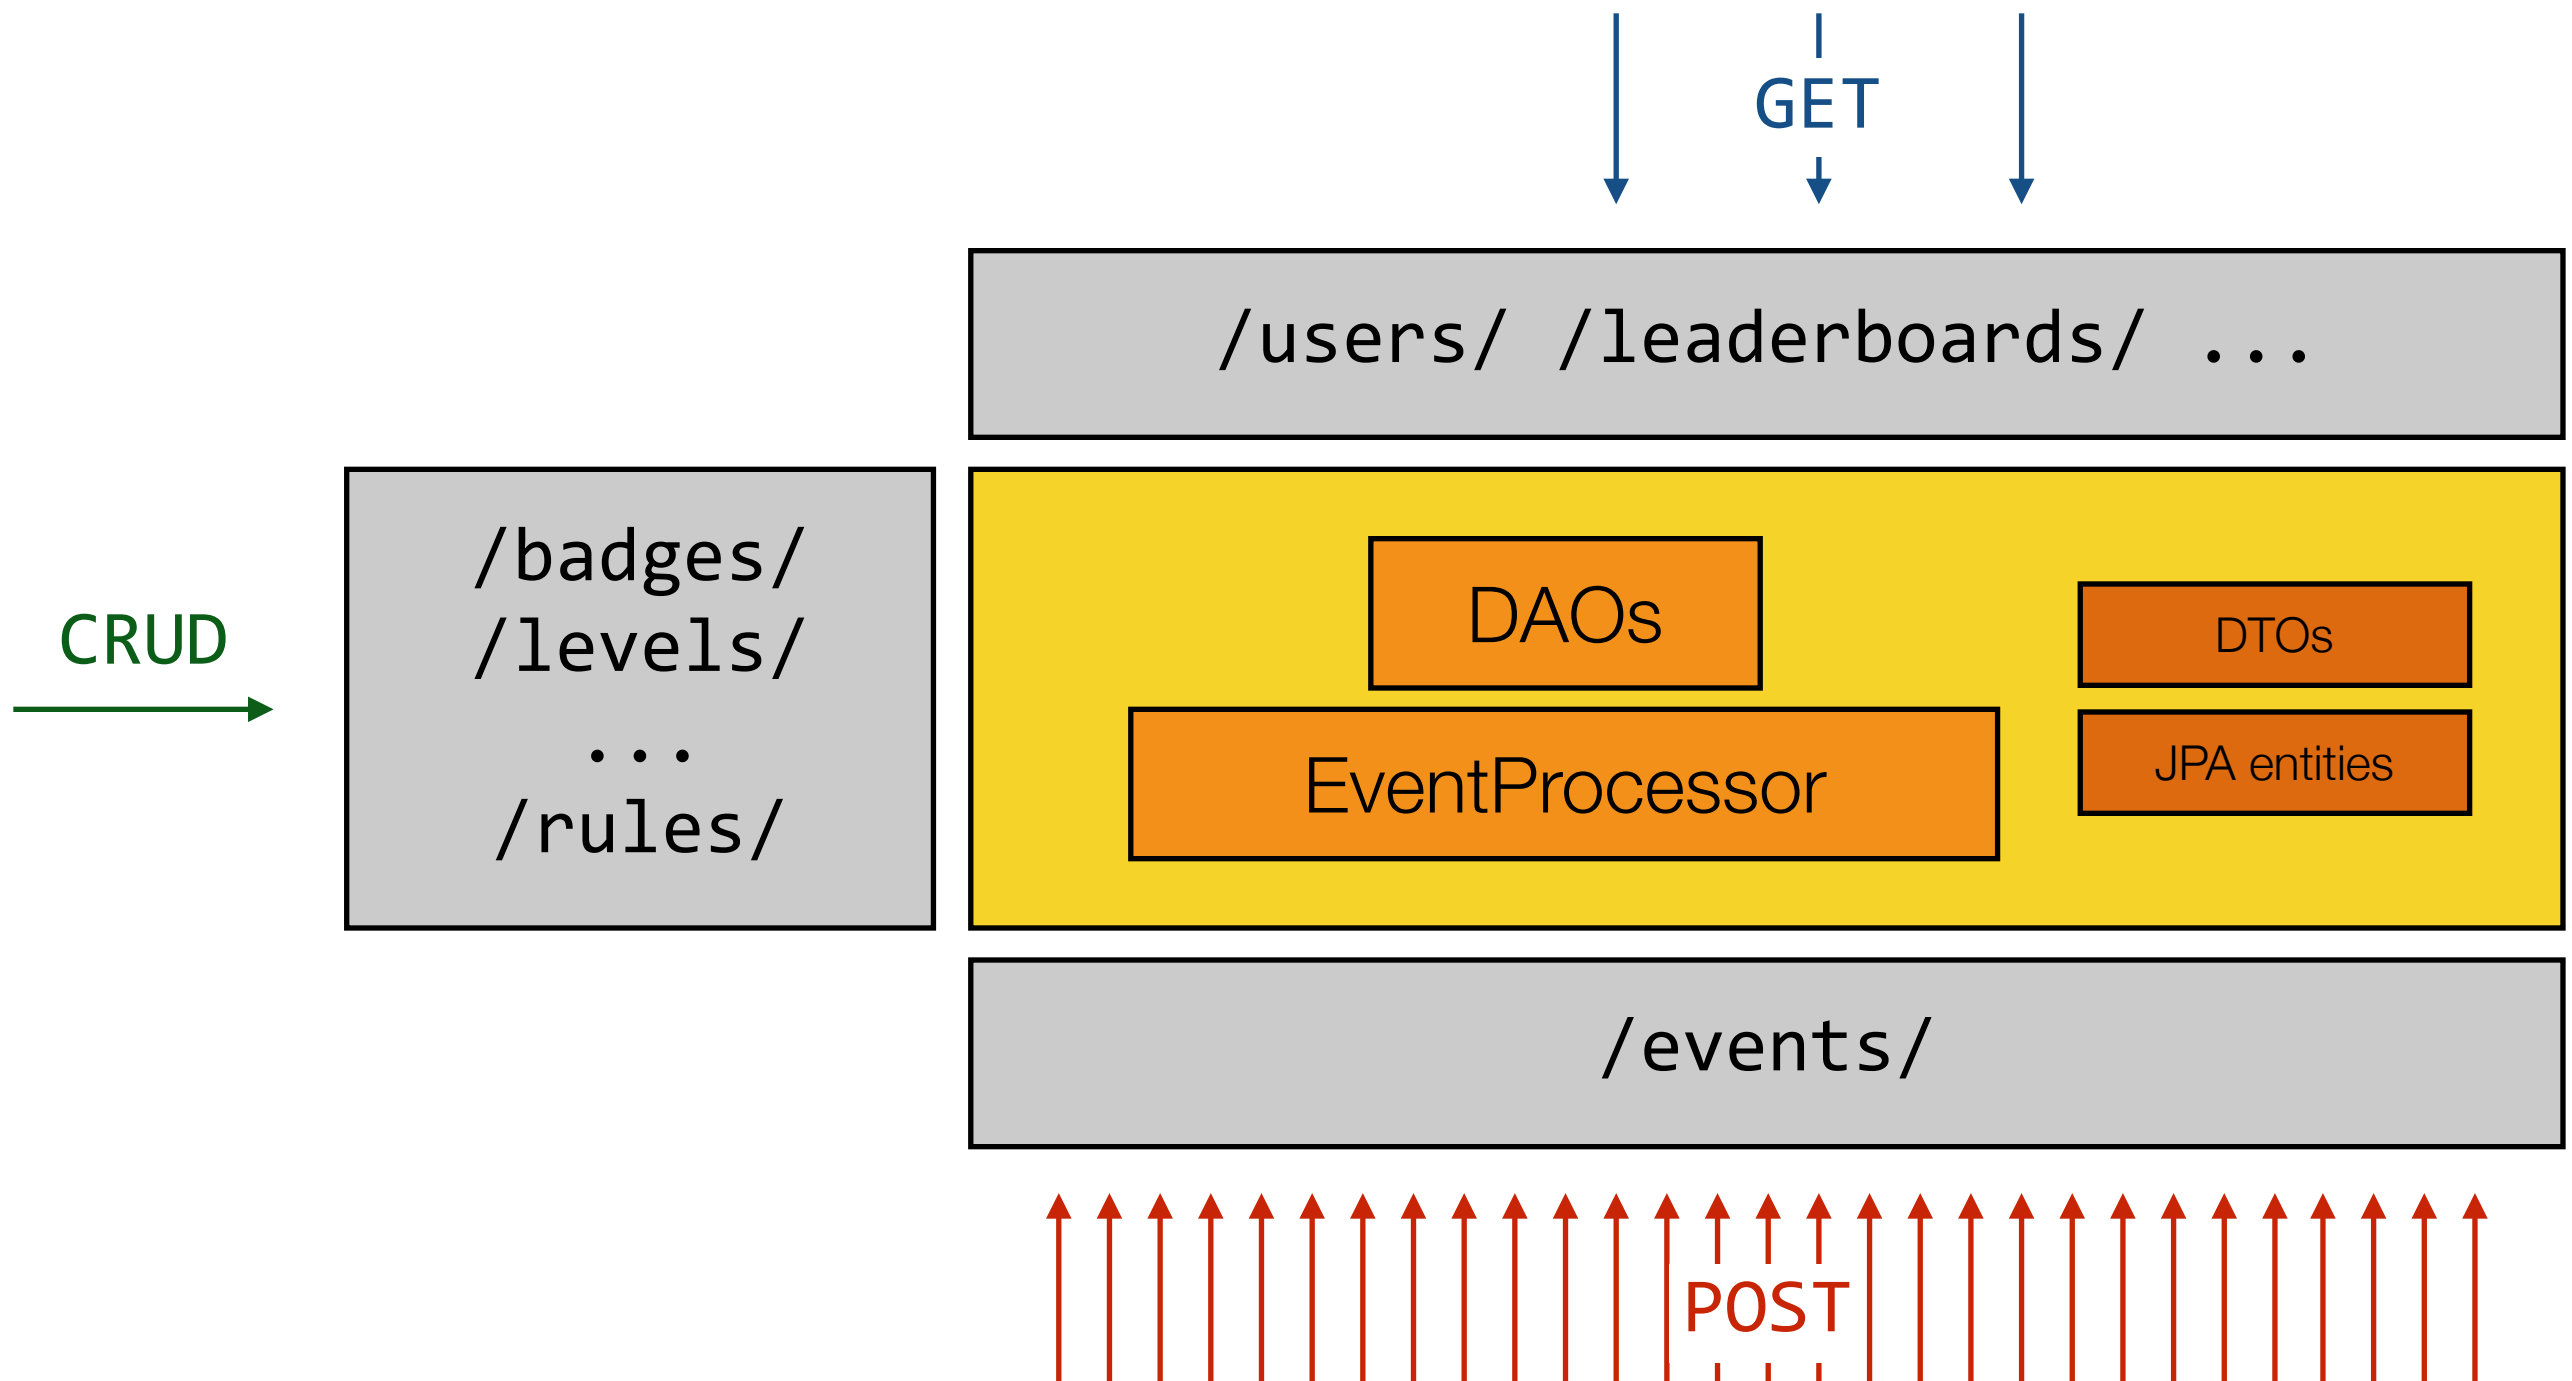 GET
/users/ /leaderboards/ ...
/badges/
/levels/
...
/rules/
CRUD
DAOs
EventProcessor
DTOs
JPA entities
/events/
POST